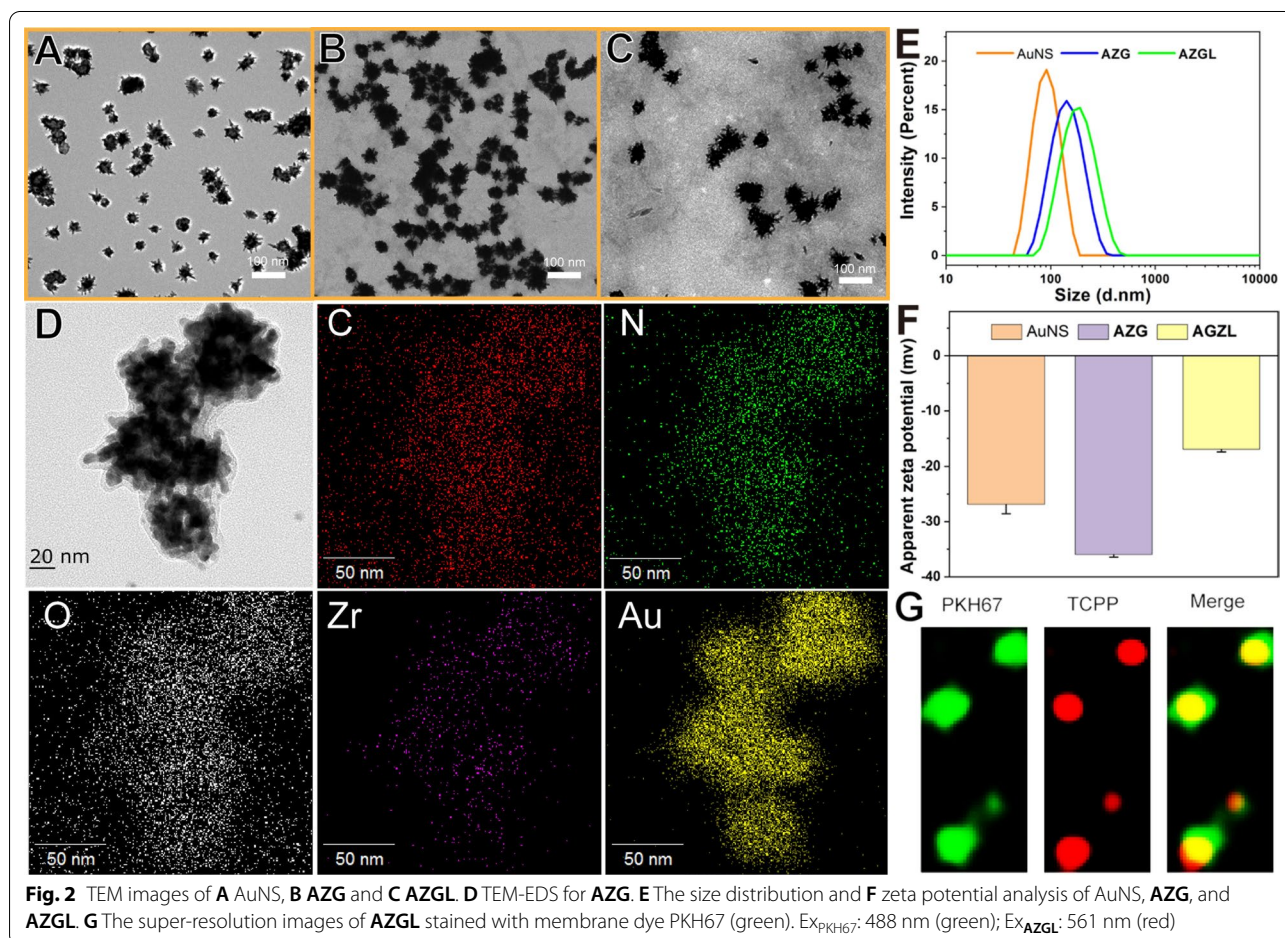 A
100 nm
B
100 nm
C
100 nm
D
20 nm
C
50 nm
N
50 nm
O
50 nm
Zr
50 nm
Au
50 nm
E
AuNS AZG AZGL
Intensity (Percent)
20
15
10
5
0
10 100 1000 10000
Size (d.nm)
F
AuNS AZG AGZL
Apparent zeta potential (mv)
0
-10
-20
-30
-40
G
PKH67 TCPP Merge
Fig. 2 TEM images of A AuNS, B AZG and C AZGL. D TEM-EDS for AZG. E The size distribution and F zeta potential analysis of AuNS, AZG, and
AZGL. G The super-resolution images of AZGL stained with membrane dye PKH67 (green). ExPKH67: 488 nm (green); ExAZGL: 561 nm (red)